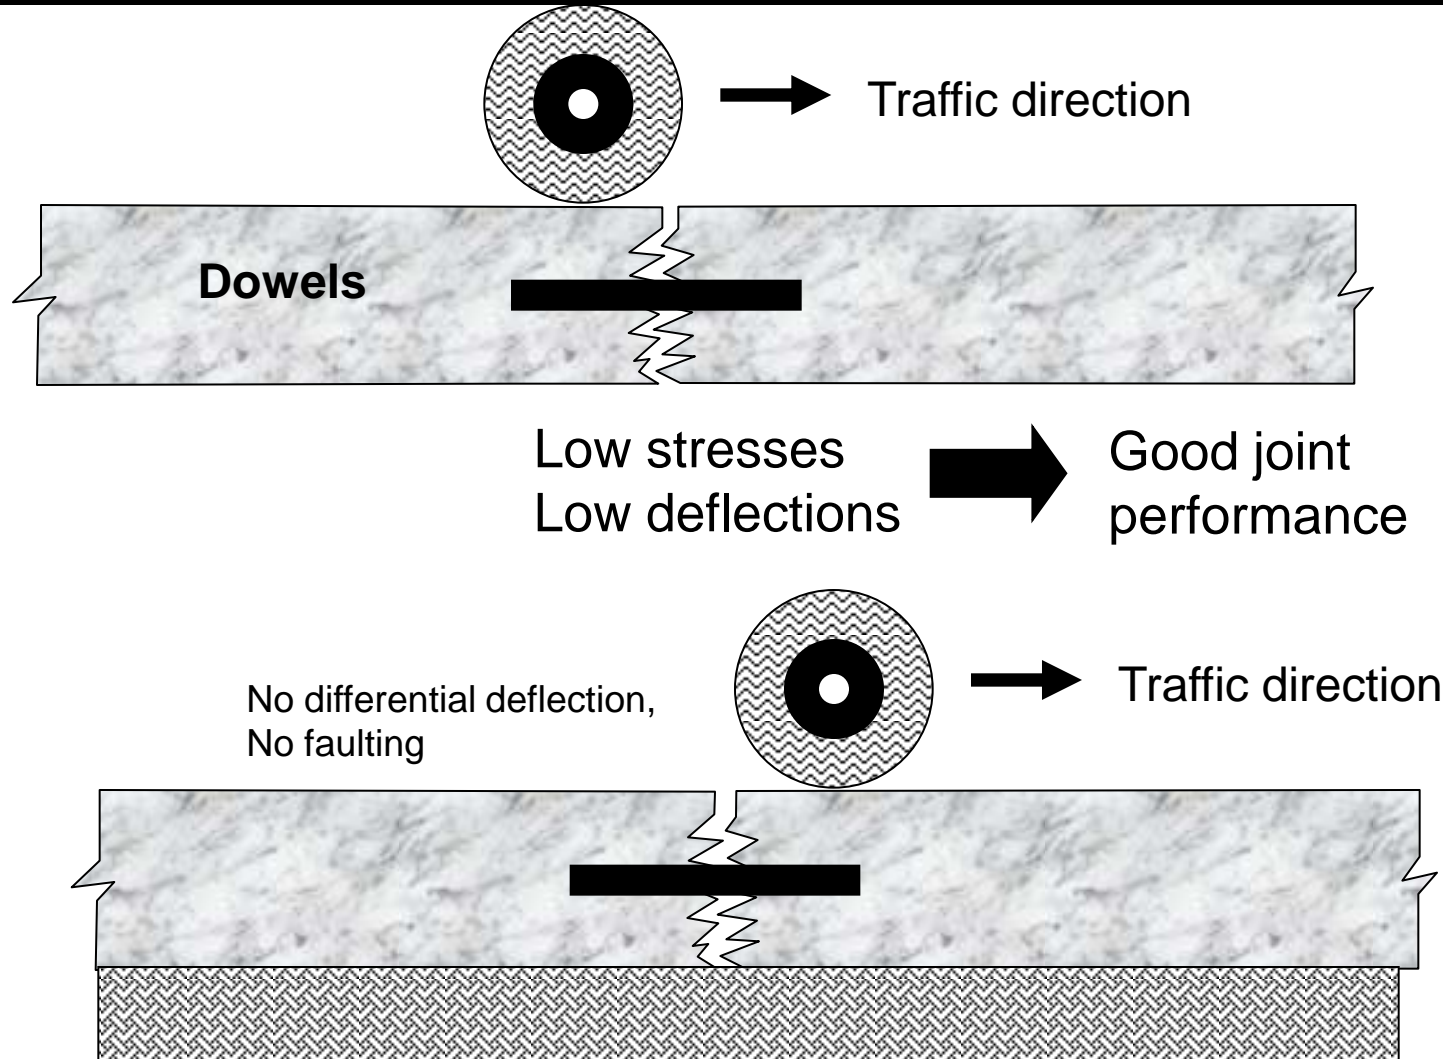 Traffic direction
Dowels
Low stresses
Low deflections
Good joint
performance
Traffic direction
No differential deflection,
No faulting